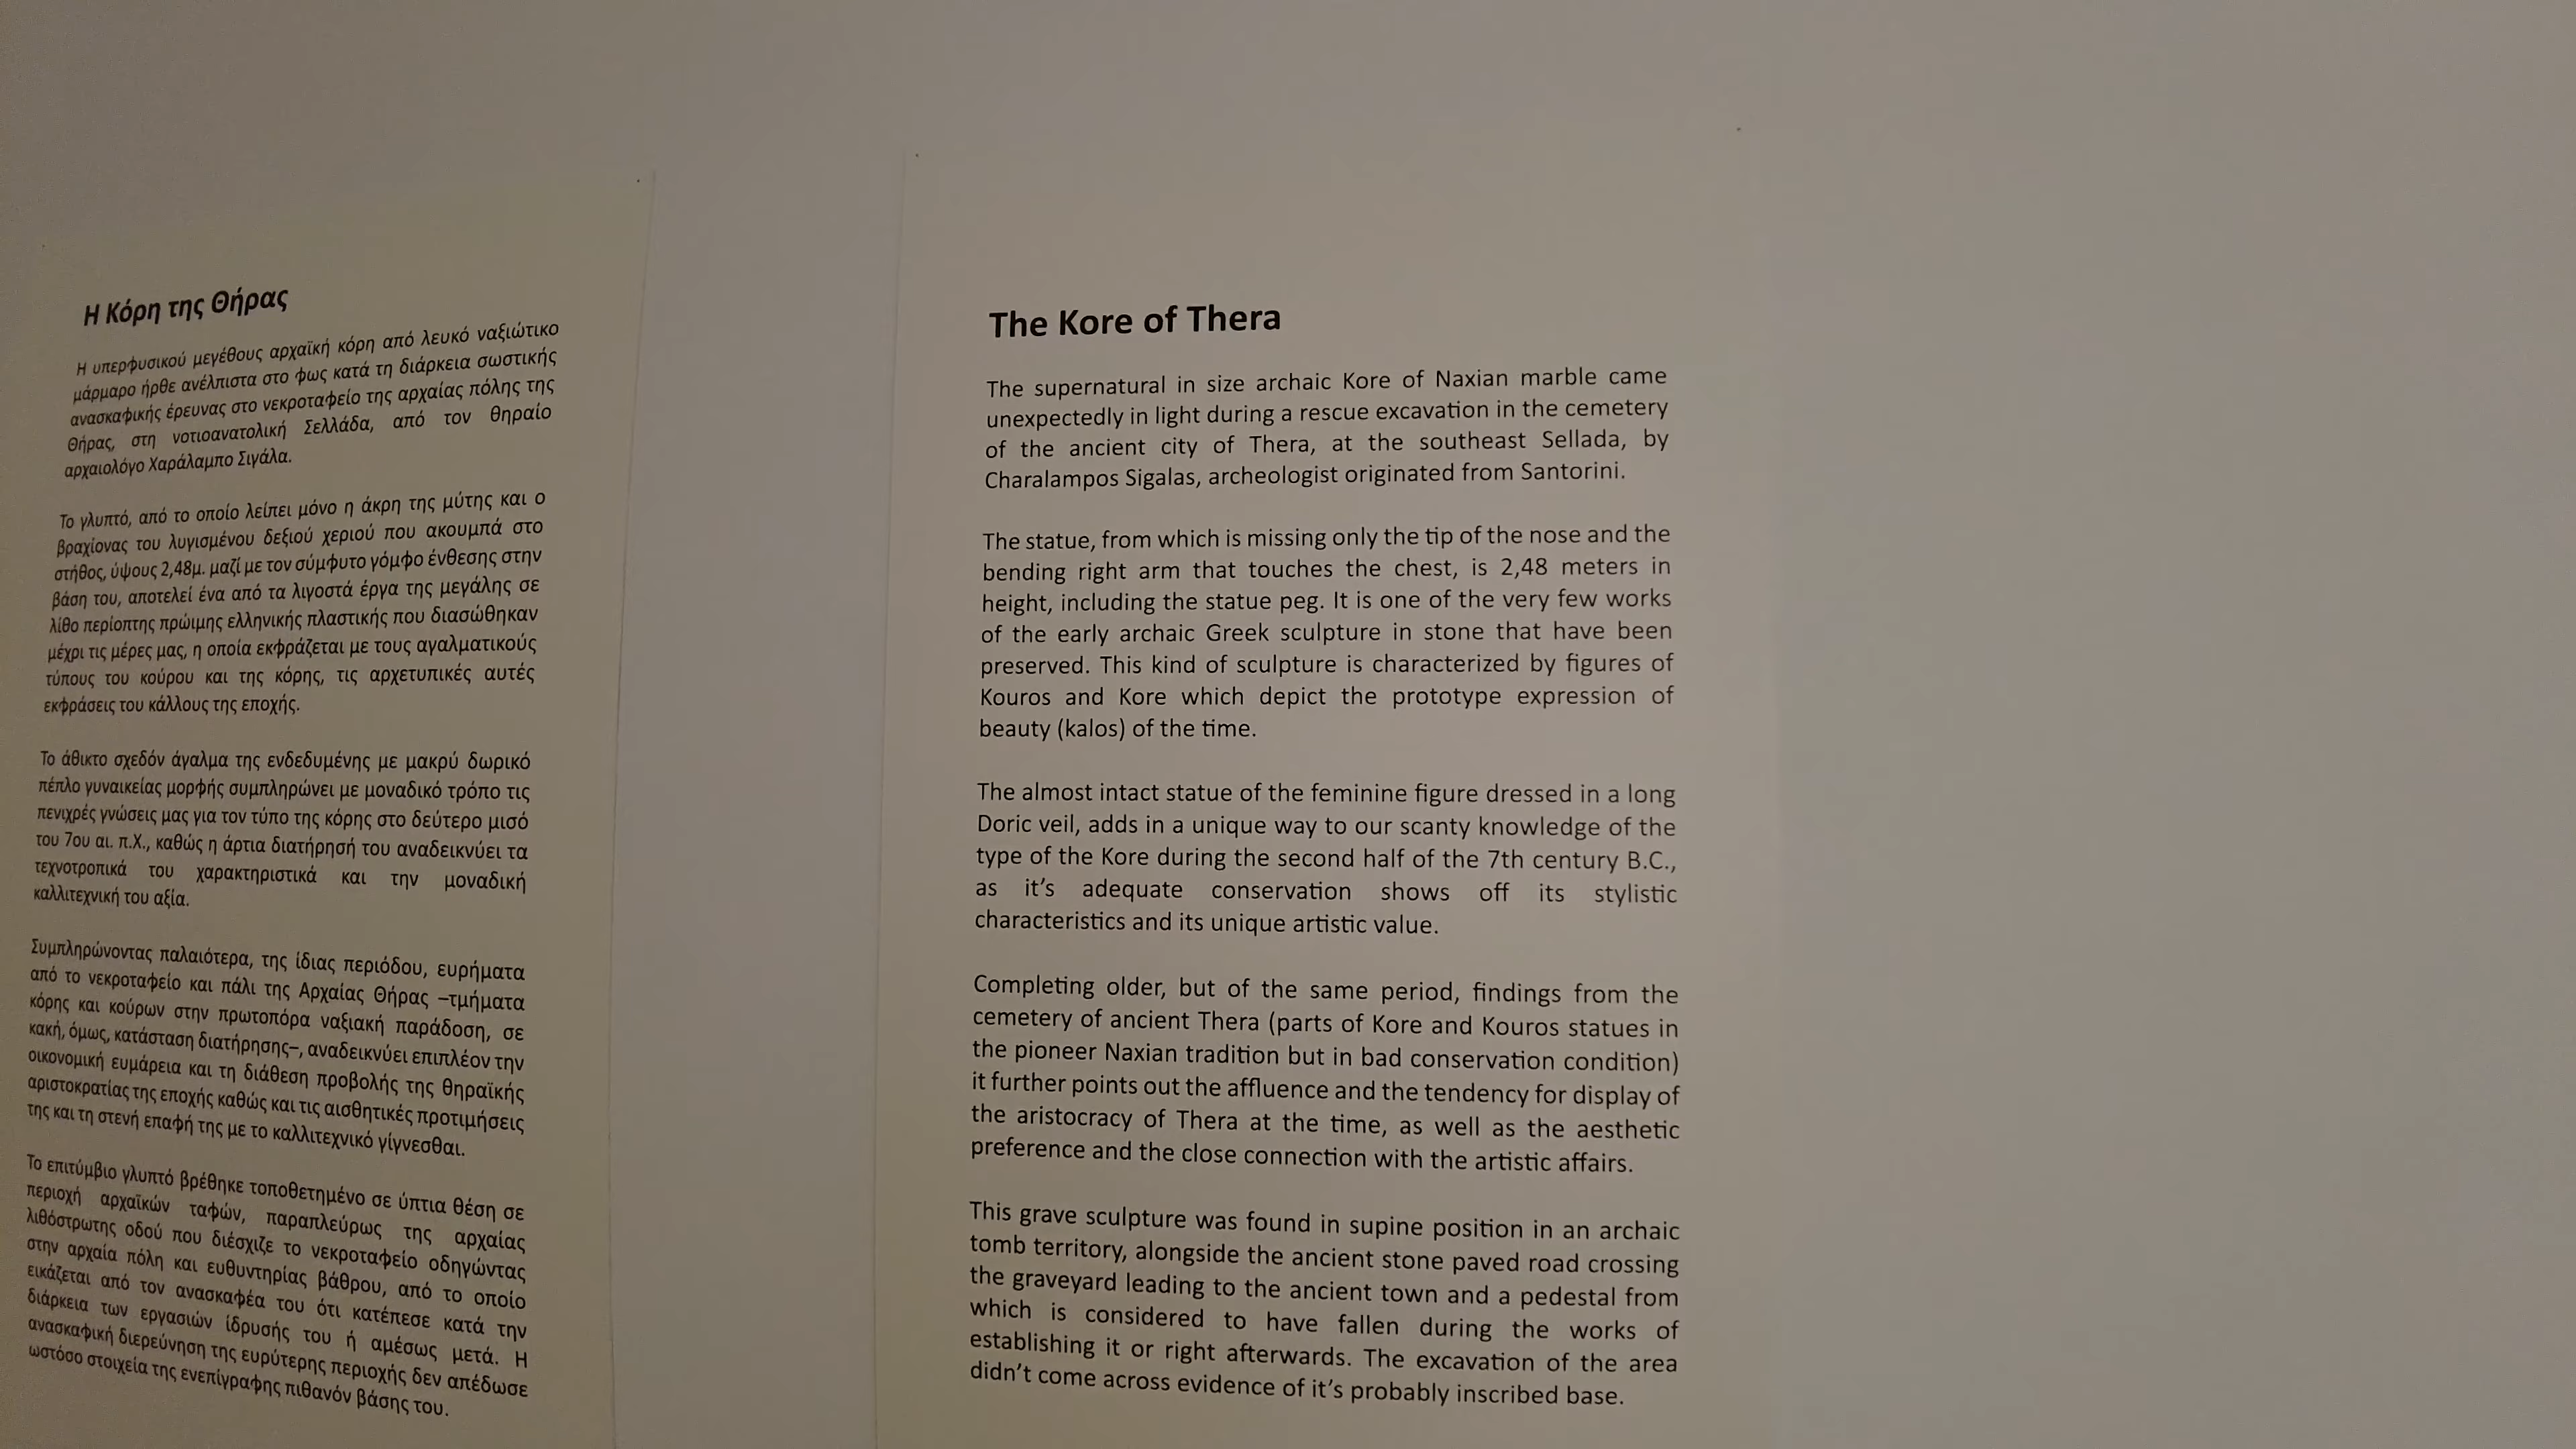 Η Κόρη της Θήρας
Η υπερφυσικού μεγέθους αρχαϊκή κόρη από λευκό ναξιώτικο
μάρμαρο ήρθε ανέλπιστα στο φως κατά τη διάρκεια σωστικής
ανασκαφικής έρευνας στο νεκροταφείο της αρχαίας πόλης της
Θήρας, στη νοτιοανατολική Σελλάδα, από τον θηραίο
αρχαιολόγο Χαράλαμπο Σιγάλα.
Το γλυπτό, από το οποίο λείπει μόνο η άκρη της μύτης και ο
βραχίονας του λυγισμένου δεξιού χεριού που ακουμπά στο
στήθος, ύψους 2,48μ. μαζί με τον σύμφυτο γόμφο ένθεσης στην
βάση του, αποτελεί ένα από τα λιγοστά έργα της μεγάλης σε
λίθο περίοπτης πρώιμης ελληνικής πλαστικής που διασώθηκαν
μέχρι τις μέρες μας, η οποία εκφράζεται με τους αγαλματικούς
τύπους του κούρου και της κόρης, τις αρχετυπικές αυτές
εκφράσεις του κάλλους της εποχής.
Το άθικτο σχεδόν άγαλμα της ενδεδυμένης με μακρύ δωρικό
πέπλο γυναικείας μορφής συμπληρώνει με μοναδικό τρόπο τις
πενιχρές γνώσεις μας για τον τύπο της κόρης στο δεύτερο μισό
του 7ου αι. π.Χ., καθώς η άρτια διατήρησή του αναδεικνύει τα
τεχνοτροπικά του χαρακτηριστικά και την μοναδική
καλλιτεχνική του αξία.
Συμπληρώνοντας παλαιότερα, της ίδιας περιόδου, ευρήματα
από το νεκροταφείο και πάλι της Αρχαίας Θήρας –τμήματα
κόρης και κούρων στην πρωτοπόρα ναξιακή παράδοση, σε
κακή, όμως, κατάσταση διατήρησης–, αναδεικνύει επιπλέον την
οικονομική ευμάρεια και τη διάθεση προβολής της θηραϊκής
αριστοκρατίας της εποχής καθώς και τις αισθητικές προτιμήσεις
της και τη στενή επαφή της με το καλλιτεχνικό γίγνεσθαι.
Το επιτύμβιο γλυπτό βρέθηκε τοποθετημένο σε ύπτια θέση σε
περιοχή αρχαϊκών ταφών, παραπλεύρως της αρχαίας
λιθόστρωτης οδού που διέσχιζε το νεκροταφείο οδηγώντας
στην αρχαία πόλη και ευθυντηρίας βάθρου, από το οποίο
εικάζεται από τον ανασκαφέα του ότι κατέπεσε κατά την
διάρκεια των εργασιών ίδρυσής του ή αμέσως μετά. Η
ανασκαφική διερεύνηση της ευρύτερης περιοχής δεν απέδωσε
ωστόσο στοιχεία της ενεπίγραφης πιθανόν βάσης του.
The Kore of Thera
The supernatural in size archaic Kore of Naxian marble came
unexpectedly in light during a rescue excavation in the cemetery
of the ancient city of Thera, at the southeast Sellada, by
Charalampos Sigalas, archeologist originated from Santorini.
The statue, from which is missing only the tip of the nose and the
bending right arm that touches the chest, is 2,48 meters in
height, including the statue peg. It is one of the very few works
of the early archaic Greek sculpture in stone that have been
preserved. This kind of sculpture is characterized by figures of
Kouros and Kore which depict the prototype expression of
beauty (kalos) of the time.
The almost intact statue of the feminine figure dressed in a long
Doric veil, adds in a unique way to our scanty knowledge of the
type of the Kore during the second half of the 7th century B.C.,
as it's adequate conservation shows off its stylistic
characteristics and its unique artistic value.
Completing older, but of the same period, findings from the
cemetery of ancient Thera (parts of Kore and Kouros statues in
the pioneer Naxian tradition but in bad conservation condition)
it further points out the affluence and the tendency for display of
the aristocracy of Thera at the time, as well as the aesthetic
preference and the close connection with the artistic affairs.
This grave sculpture was found in supine position in an archaic
tomb territory, alongside the ancient stone paved road crossing
the graveyard leading to the ancient town and a pedestal from
which is considered to have fallen during the works of
establishing it or right afterwards. The excavation of the area
didn't come across evidence of it's probably inscribed base.